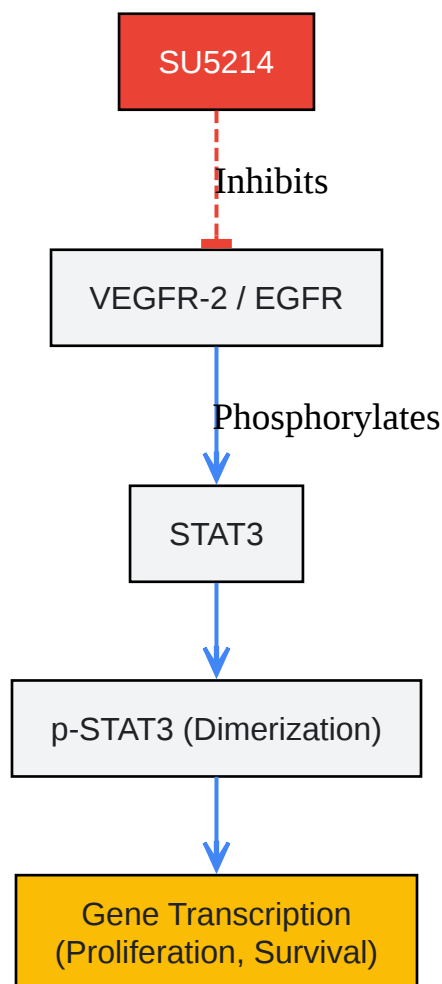 SU5214
Inhibits
VEGFR-2 / EGFR
Phosphorylates
STAT3
p-STAT3 (Dimerization)
Gene Transcription
(Proliferation, Survival)